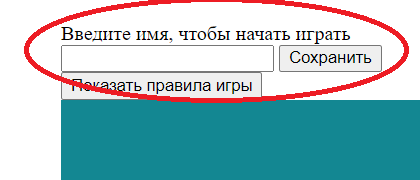 Введите имя, чтобы начать играть
Сохранить
Показать правила игры